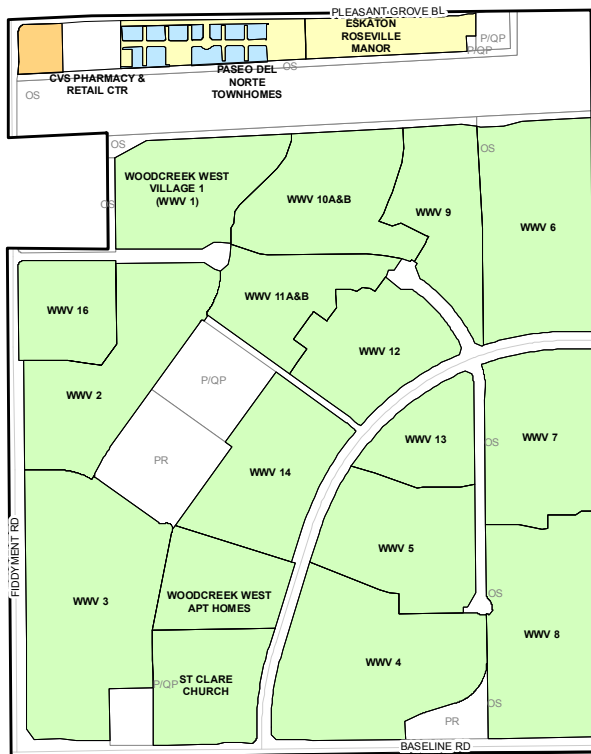 PLEASANT GROVE BL
ESKATON
ROSEVILLE
MANOR
P/QP
P/QP
CVS PHARMACY &
RETAIL CTR
PASEO DEL
NORTE
TOWNHOMES
OS
OS
OS
OS
WOODCREEK WEST
VILLAGE 1
(WWV 1)
WWV 10A&B
WWV 9
WWV 6
OS
WWV 16
WWV 11A&B
WWV 12
WWV 2
P/QP
WWV 13
WWV 7
OS
PR
WWV 14
FIDDYMENT RD
WWV 5
WWV 3
WOODCREEK WEST
APT HOMES
OS
WWV 8
WWV 4
P/QP
ST CLARE
CHURCH
OS
PR
BASELINE RD